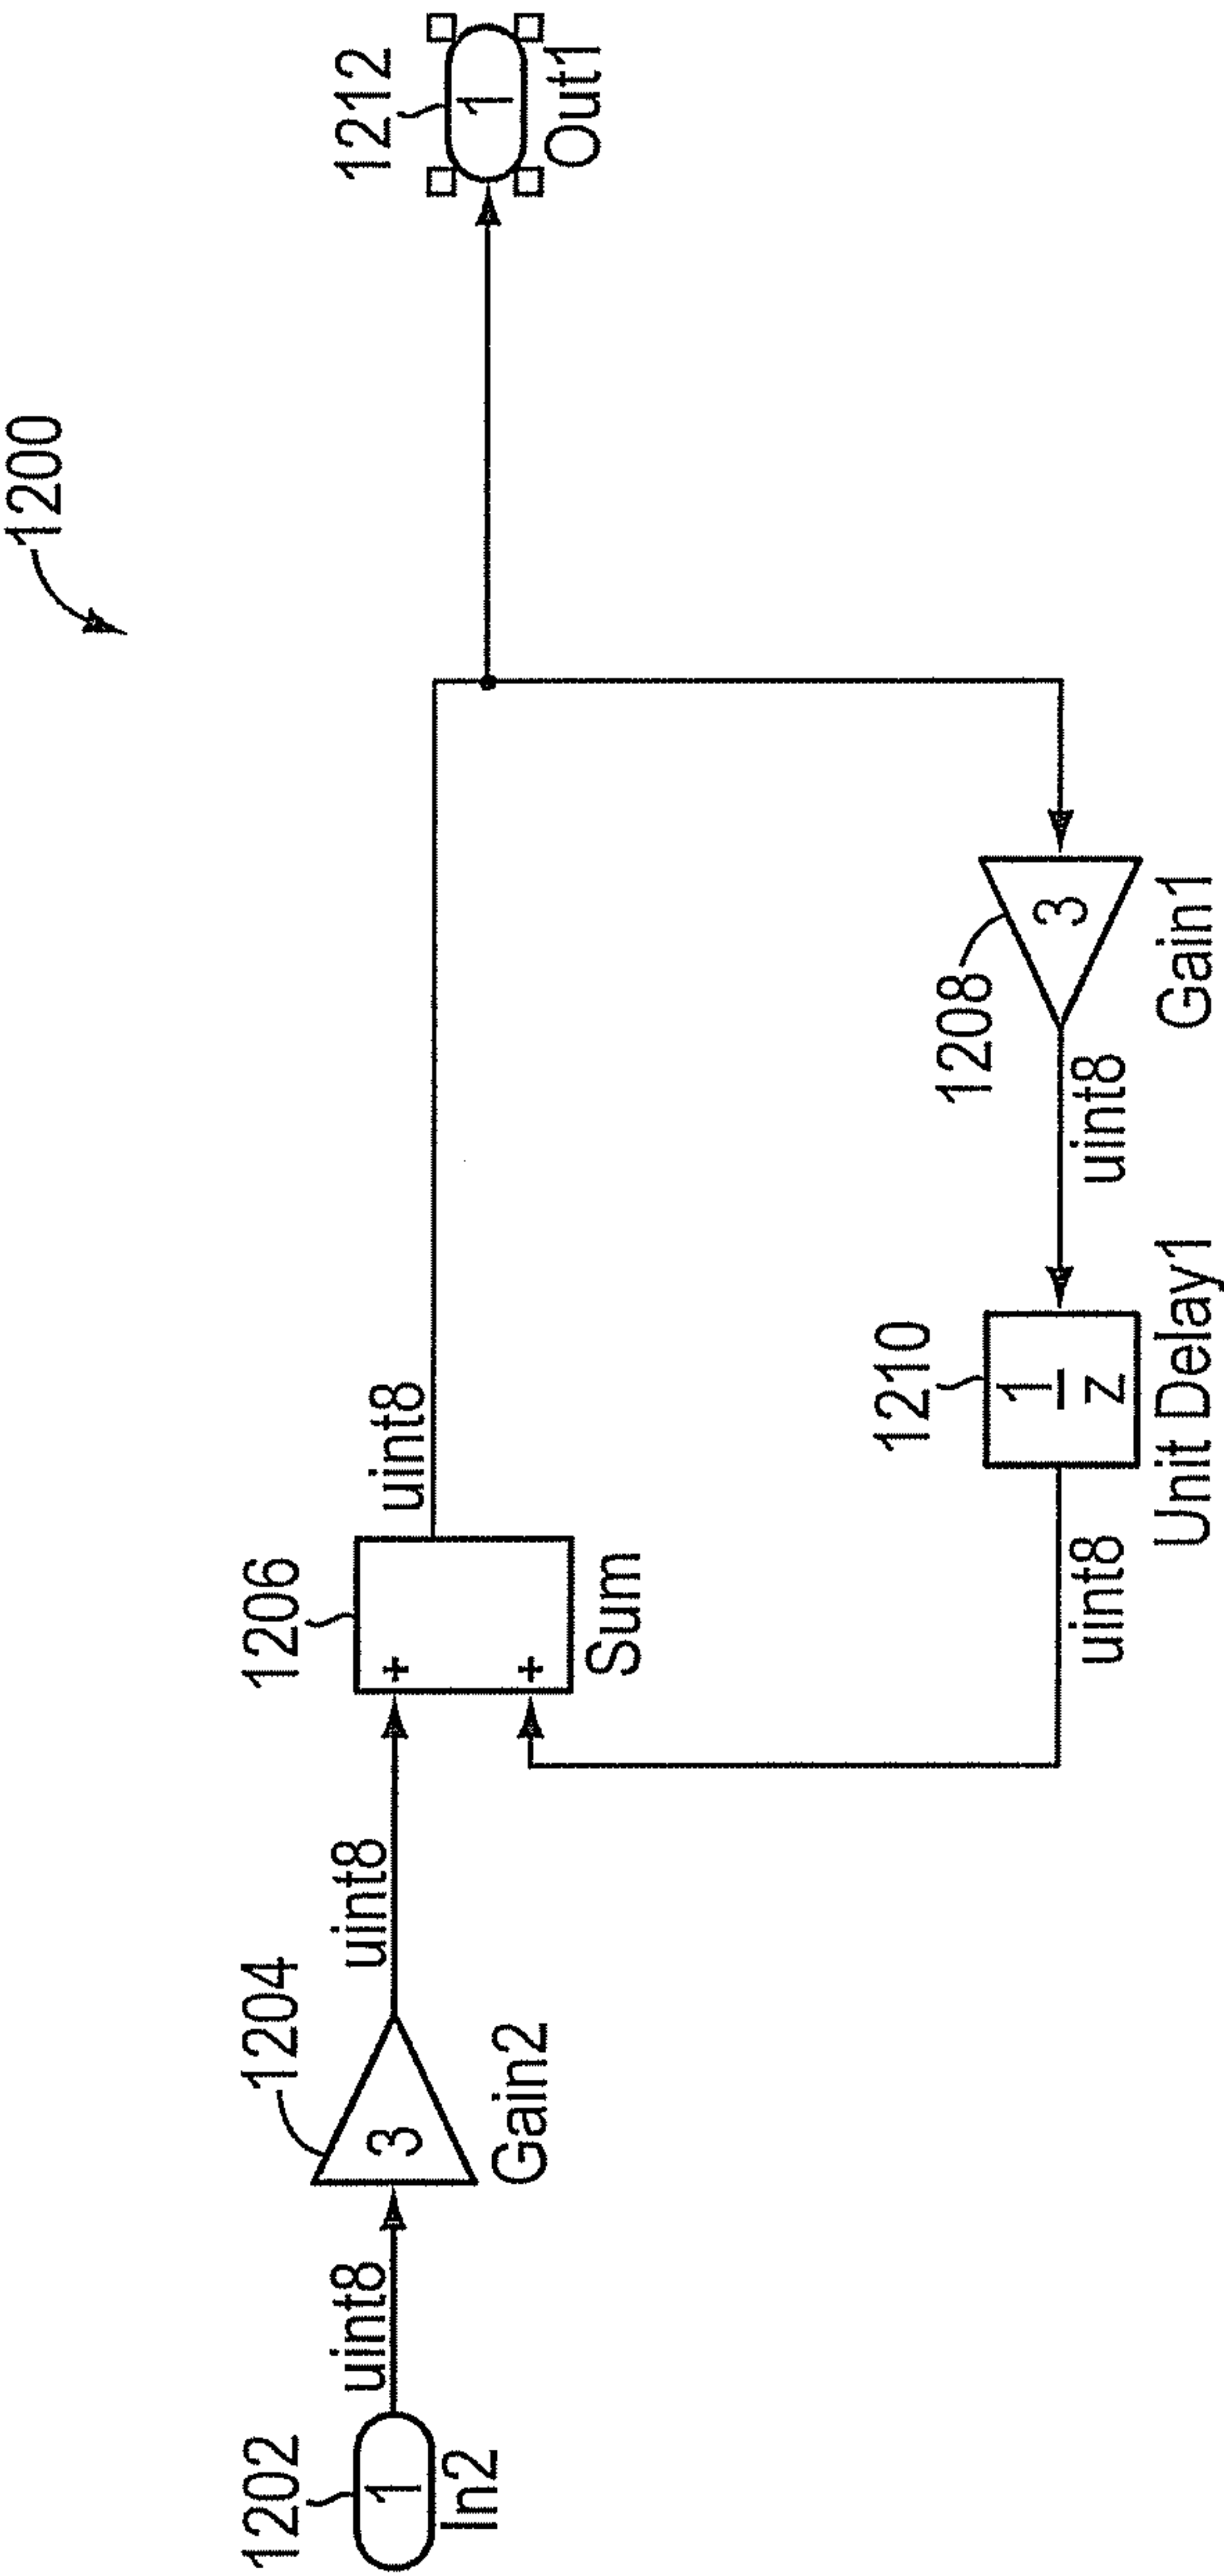 1200
1202
1
In2
uint8
1204
3
Gain2
uint8
1206
+
+
Sum
uint8
1212
1
Out1
1208
3
Gain1
uint8
1210
1
z
Unit Delay1
uint8